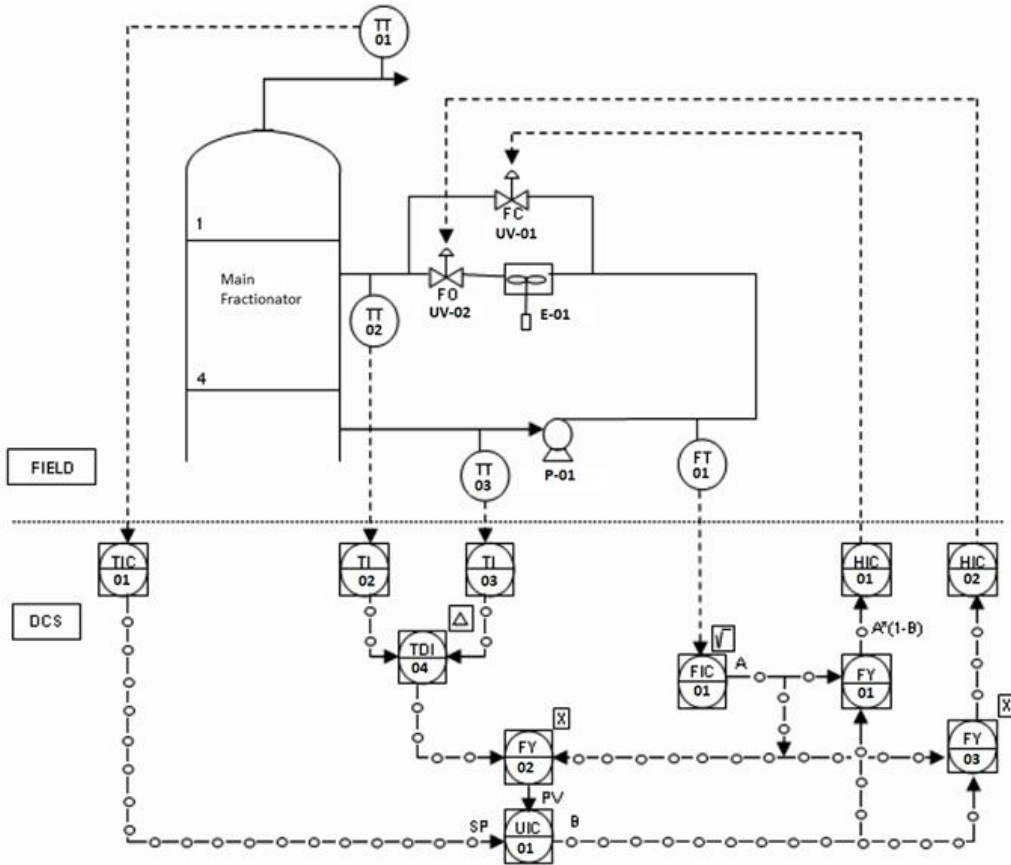 TT
01
1
Main
Fractionator
4
FC
UV-01
FO
UV-02
E-01
TT
02
TT
03
P-01
FT
01
FIELD
DCS
TIC
01
TI
02
TI
03
HIC
01
HIC
02
TDI
04
△
√
FIC
01
A
A*(1-B)
FY
01
X
FY
02
X
FY
03
PV
SP
UIC
01
B